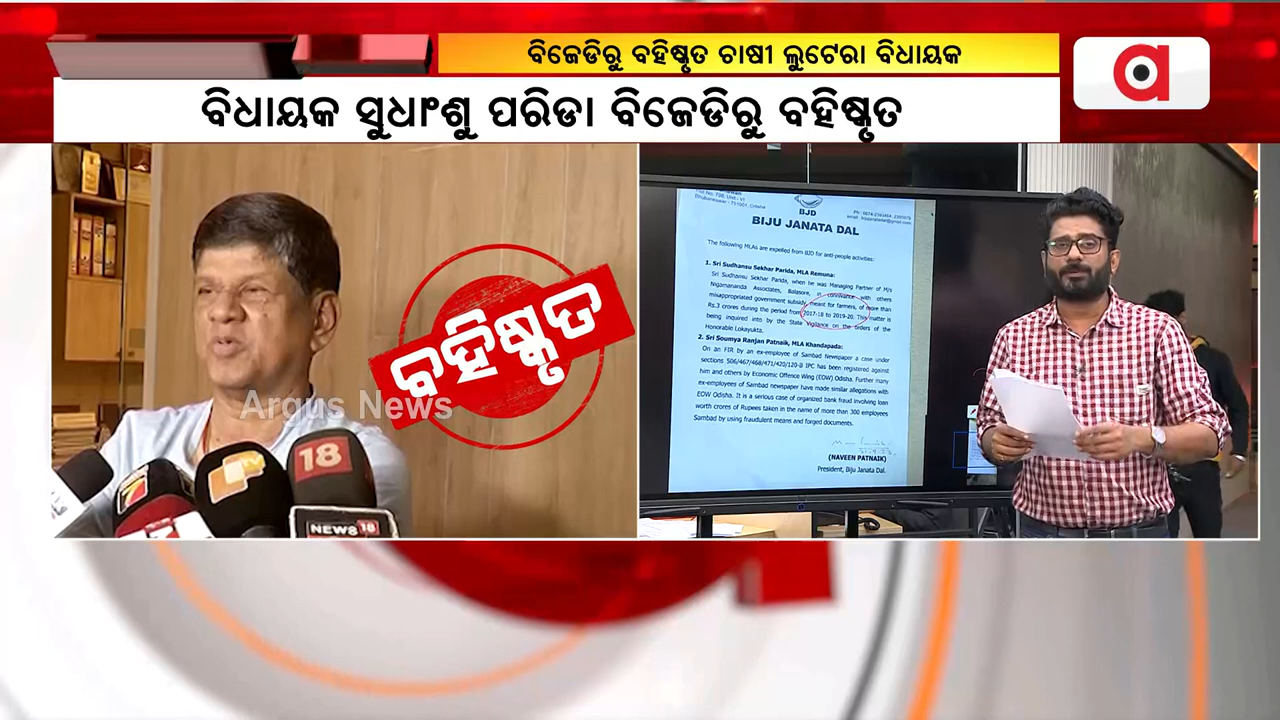 ବିଜେଡିରୁ ବହିଷ୍କୃତ ଚାଷୀ ଲୁଟେରା ବିଧାୟକ
a
ବିଧାୟକ ସୁଧାଂଶୁ ପରିଡା ବିଜେଡିରୁ ବହିଷ୍କୃତ
ବହିଷ୍କୃତ
Argus News
18
NEWS 18
Bhubaneswar - 751001, Odisha
BJD
BIJU JANATA DAL
The following MLAs are expelled from BJD for anti-people activities:
1. Sri Sudhansu Sekhar Parida, MLA Remuna:
Sri Sudhansu Sekhar Parida, when he was Managing Partner of M/s
Nigamananda Associates, Balasore, in connivance with others
misappropriated government subsidy meant for farmers, of more than
Rs.3 crores during the period from 2017-18 to 2019-20. This matter is
being inquired into by the State Vigilance on the orders of the
Honorable Lokayukta.
2. Sri Soumya Ranjan Patnaik, MLA Khandapada:
On an FIR by an ex-employee of Sambad Newspaper a case under
sections 506/467/468/471/420/120-B IPC has been registered against
him and others by Economic Offence Wing (EOW) Odisha. Further many
ex-employees of Sambad newspaper have made similar allegations with
EOW Odisha. It is a serious case of organized bank fraud involving loan
worth crores of Rupees taken in the name of more than 300 employees
Sambad by using fraudulent means and forged documents.
(NAVEEN PATNAIK)
President, Biju Janata Dal.